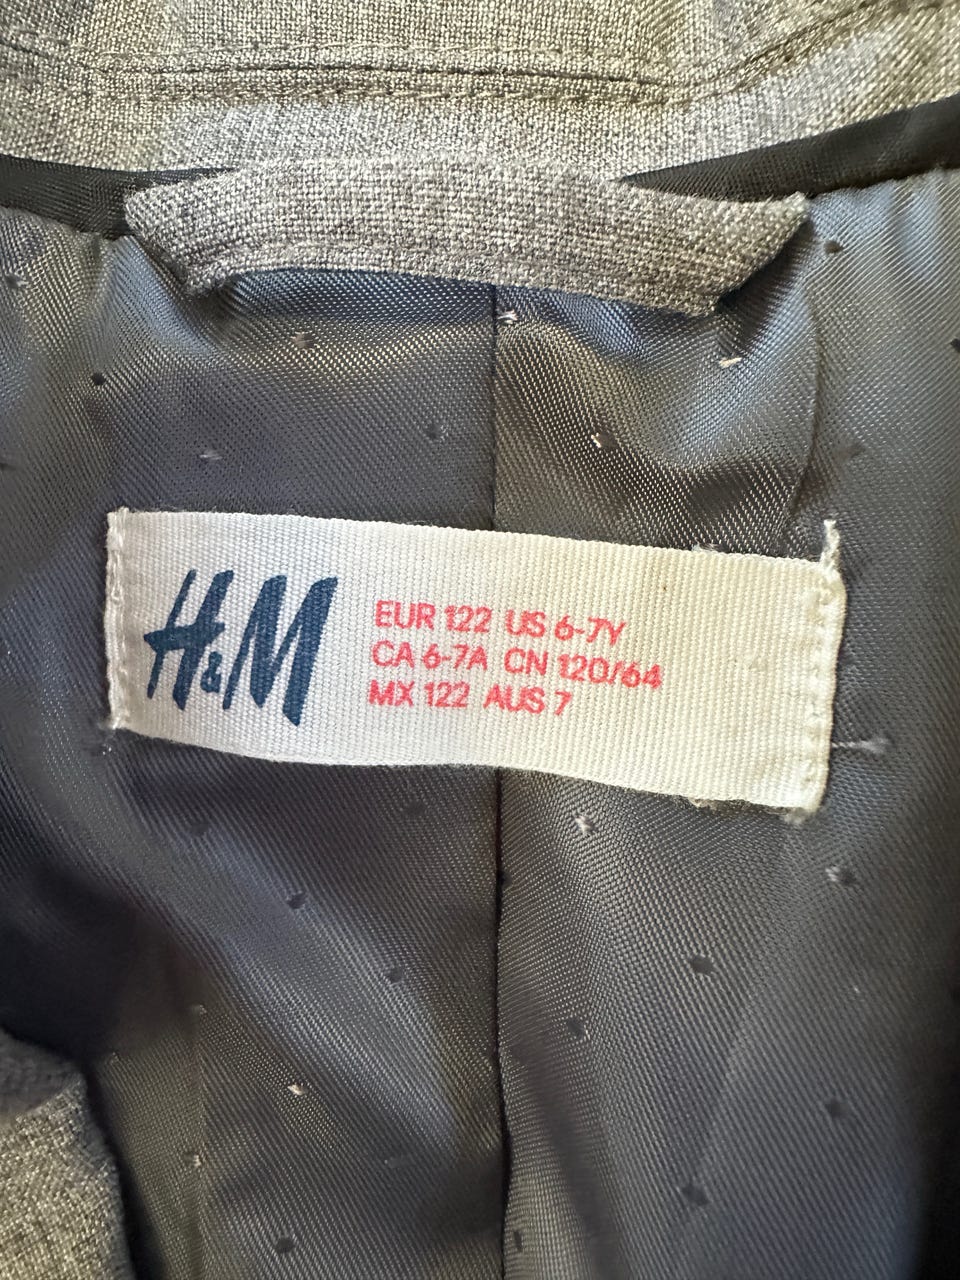 H&M
EUR 122 US 6-7Y
CA 6-7A CN 120/64
MX 122 AUS 7